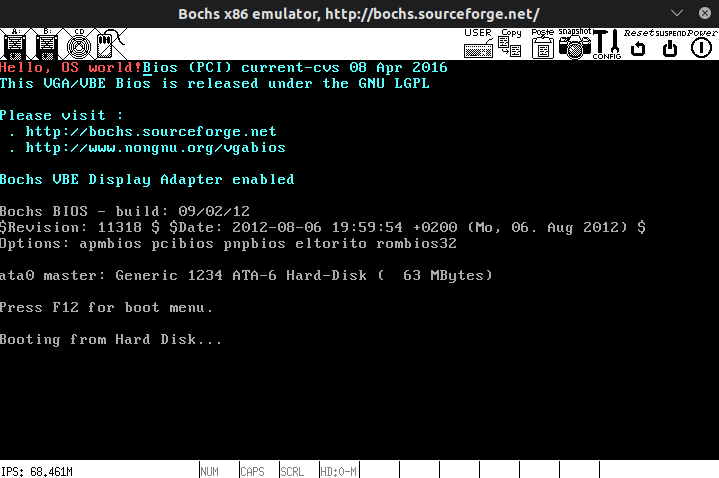 Bochs x86 emulator, http://bochs.sourceforge.net/
A: B: CD USER Copy Paste snapshot CONFIG Reset SUSPEND Power
Hello, OS world!Bios (PCI) current-cvs 08 Apr 2016
This VGA/VBE Bios is released under the GNU LGPL
Please visit :
. http://bochs.sourceforge.net
. http://www.nongnu.org/vgabios
Bochs VBE Display Adapter enabled
Bochs BIOS - build: 09/02/12
$Revision: 11318 $ $Date: 2012-08-06 19:59:54 +0200 (Mo, 06. Aug 2012) $
Options: apmbios pcibios pnpbios eltorito rombios32
ata0 master: Generic 1234 ATA-6 Hard-Disk (  63 MBytes)
Press F12 for boot menu.
Booting from Hard Disk...
IPS: 68.461M NUM CAPS SCRL HD:0-M